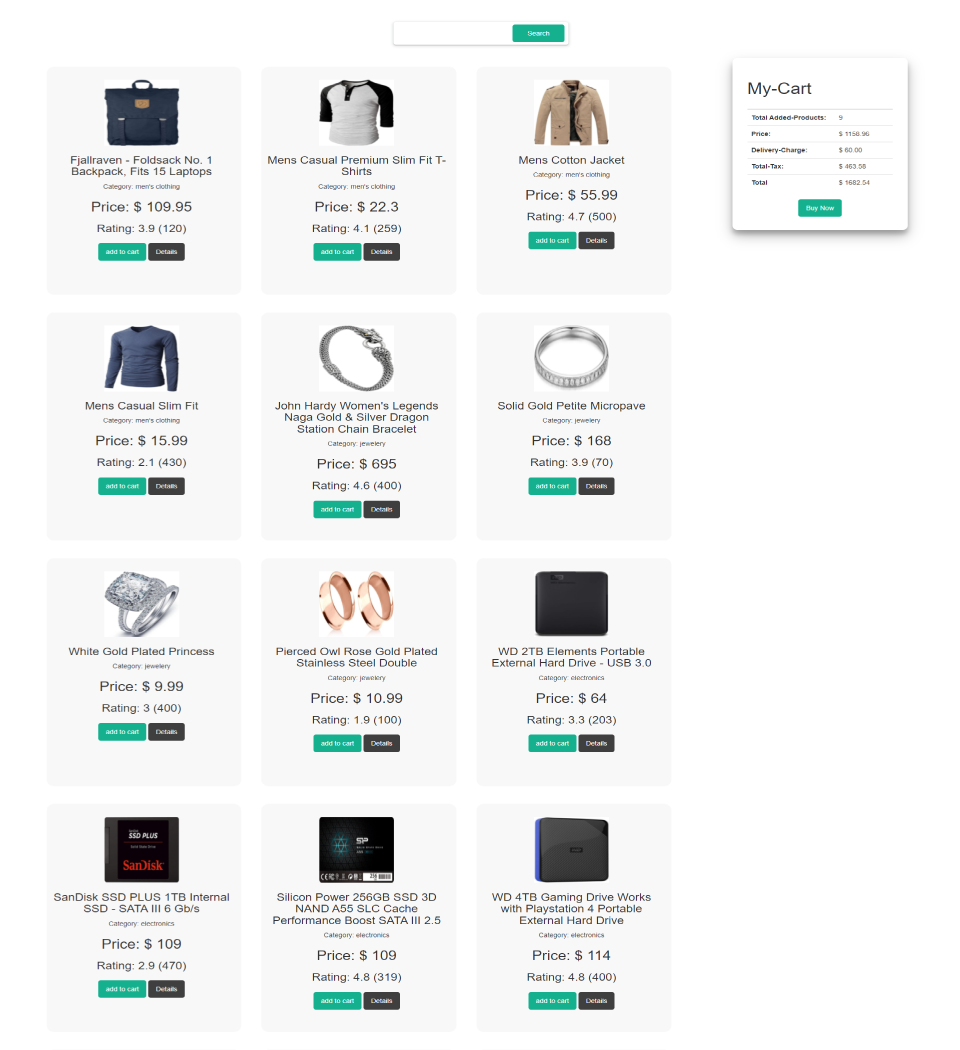 Search
My-Cart
Total Added-Products: 9
Price: $ 1158.96
Delivery-Charge: $ 60.00
Total-Tax: $ 463.58
Total $ 1682.54
Buy Now
Fjallraven - Foldsack No. 1
Backpack, Fits 15 Laptops
Category: men's clothing
Price: $ 109.95
Rating: 3.9 (120)
add to cart Details
Mens Casual Premium Slim Fit T-
Shirts
Category: men's clothing
Price: $ 22.3
Rating: 4.1 (259)
add to cart Details
Mens Cotton Jacket
Category: men's clothing
Price: $ 55.99
Rating: 4.7 (500)
add to cart Details
Mens Casual Slim Fit
Category: men's clothing
Price: $ 15.99
Rating: 2.1 (430)
add to cart Details
John Hardy Women's Legends
Naga Gold & Silver Dragon
Station Chain Bracelet
Category: jewelery
Price: $ 695
Rating: 4.6 (400)
add to cart Details
Solid Gold Petite Micropave
Category: jewelery
Price: $ 168
Rating: 3.9 (70)
add to cart Details
White Gold Plated Princess
Category: jewelery
Price: $ 9.99
Rating: 3 (400)
add to cart Details
Pierced Owl Rose Gold Plated
Stainless Steel Double
Category: jewelery
Price: $ 10.99
Rating: 1.9 (100)
add to cart Details
WD 2TB Elements Portable
External Hard Drive - USB 3.0
Category: electronics
Price: $ 64
Rating: 3.3 (203)
add to cart Details
SSD PLUS
Solid State Drive
SanDisk
SanDisk SSD PLUS 1TB Internal
SSD - SATA III 6 Gb/s
Category: electronics
Price: $ 109
Rating: 2.9 (470)
add to cart Details
SP
Silicon Power 256GB SSD 3D
NAND A55 SLC Cache
Performance Boost SATA III 2.5
Category: electronics
Price: $ 109
Rating: 4.8 (319)
add to cart Details
WD 4TB Gaming Drive Works
with Playstation 4 Portable
External Hard Drive
Category: electronics
Price: $ 114
Rating: 4.8 (400)
add to cart Details